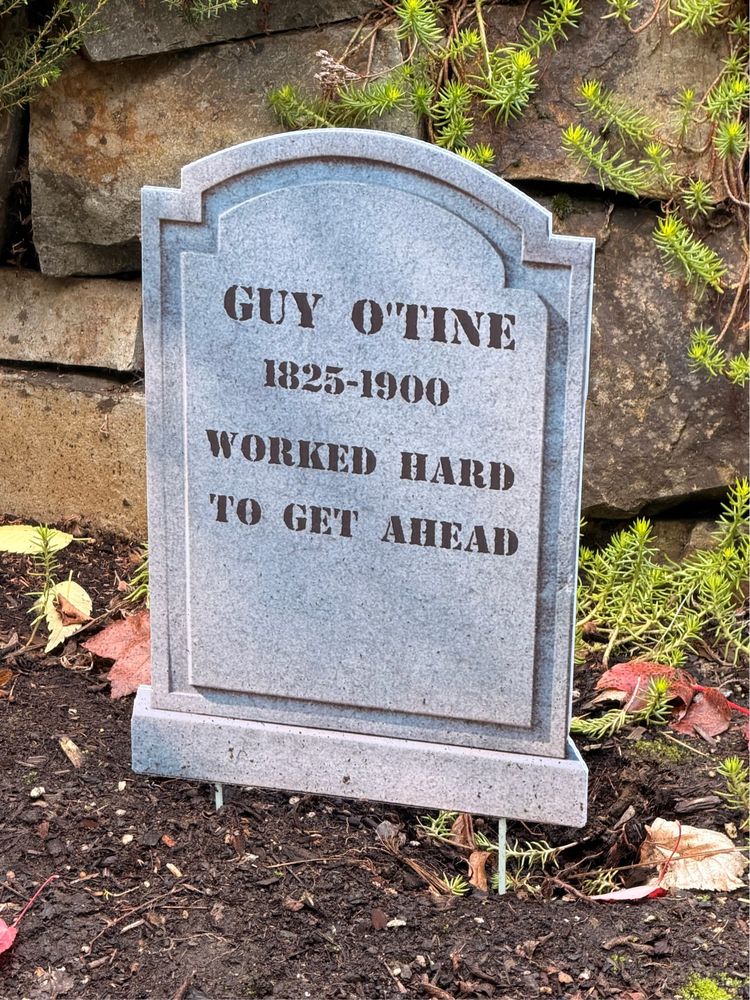 GUY O'TINE
1825-1900
WORKED HARD
TO GET AHEAD